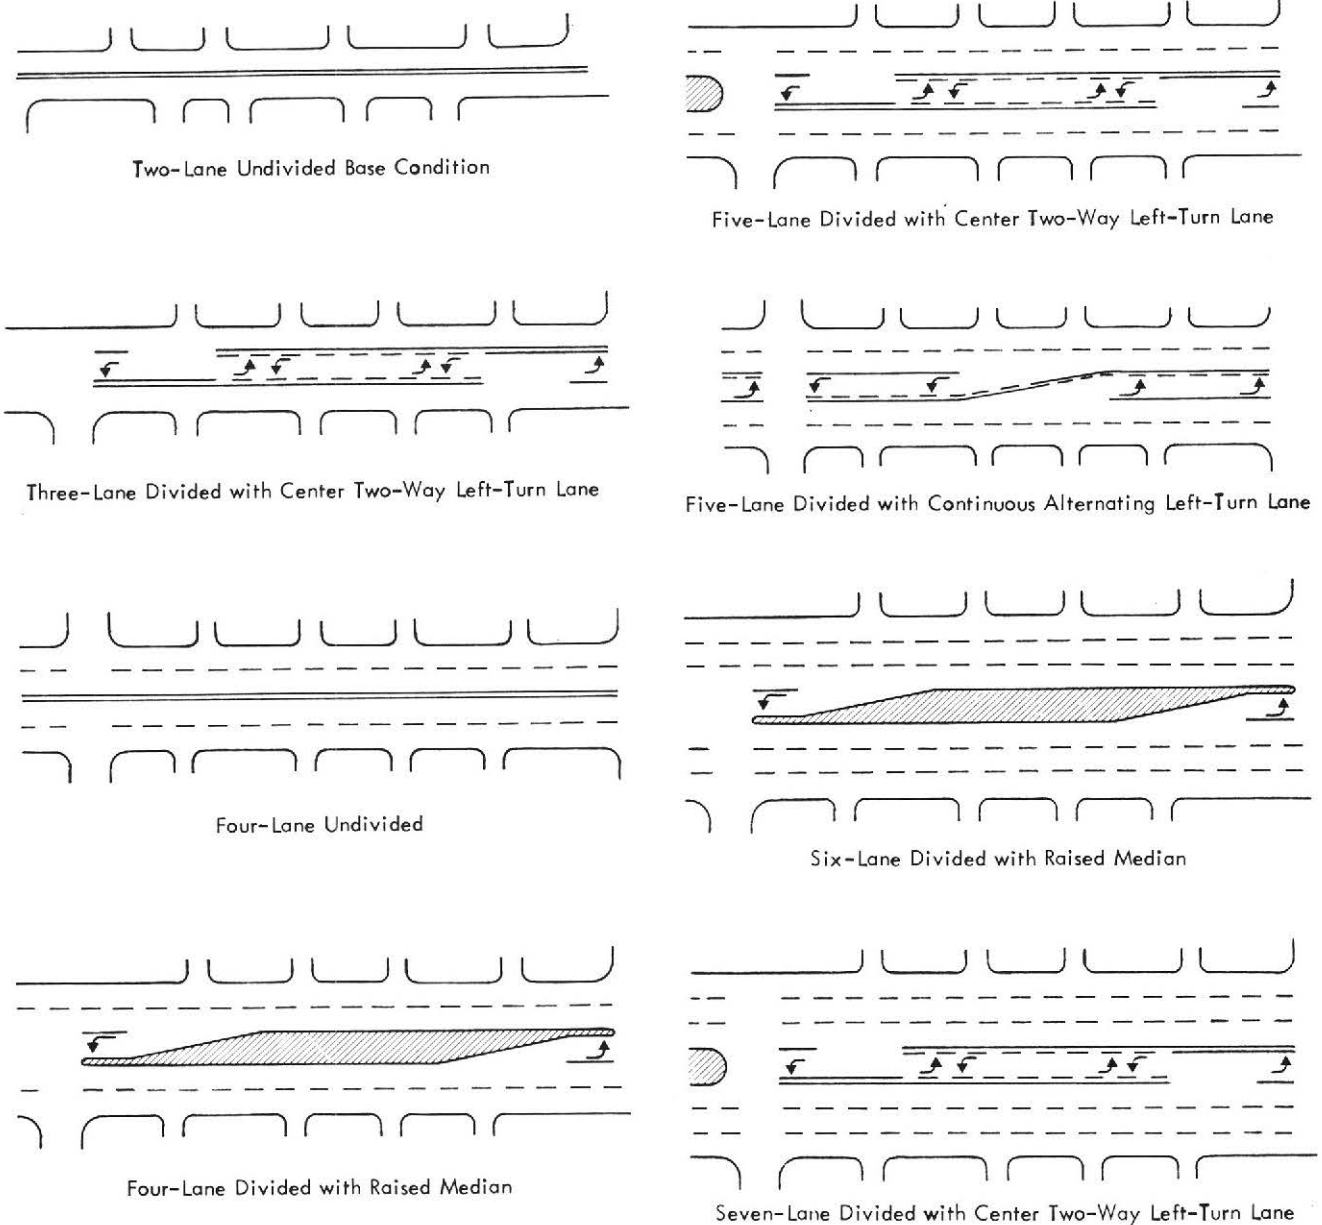 Two-Lane Undivided Base Condition
Three-Lane Divided with Center Two-Way Left-Turn Lane
Four-Lane Undivided
Four-Lane Divided with Raised Median
Five-Lane Divided with Center Two-Way Left-Turn Lane
Five-Lane Divided with Continuous Alternating Left-Turn Lane
Six-Lane Divided with Raised Median
Seven-Lane Divided with Center Two-Way Left-Turn Lane